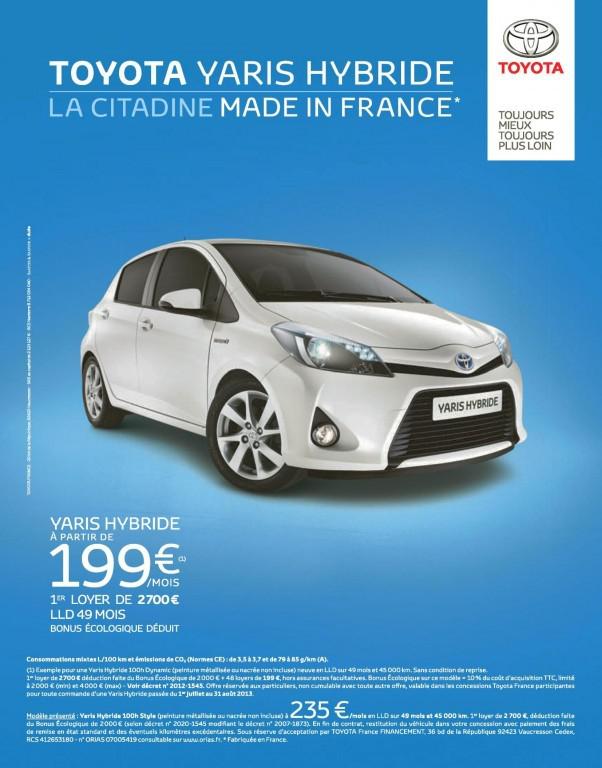 TOYOTA YARIS HYBRIDE
LA CITADINE MADE IN FRANCE*
TOYOTA
TOUJOURS
MIEUX
TOUJOURS
PLUS LOIN
YARIS HYBRIDE
YARIS HYBRIDE
À PARTIR DE
199€(1)
/MOIS
1ER LOYER DE 2700€
LLD 49 MOIS
BONUS ÉCOLOGIQUE DÉDUIT
Consommations mixtes L/100 km et émissions de CO₂ (Normes CE) : de 3,5 à 3,7 et de 79 à 85 g/km (A).
(1) Exemple pour une Yaris Hybride 100h Dynamic (peinture métallisée ou nacrée non incluse) neuve en LLD sur 49 mois et 45 000 km. Sans condition de reprise.
1er loyer de 2700 € déduction faite du Bonus Écologique de 2 000 € + 48 loyers de 199 €, hors assurances facultatives. Bonus Écologique sur ce modèle = 10 % du coût d'acquisition TTC, limité
à 2 000 € (min) et 4 000 € (max) - Voir décret n° 2012-1545. Offre réservée aux particuliers, non cumulable avec toute autre offre, valable dans les concessions Toyota France participantes
pour toute commande d'une Yaris Hybride passée du 1er juillet au 31 août 2013.
Modèle présenté : Yaris Hybride 100h Style (peinture métallisée ou nacrée non incluse) à 235 €/mois en LLD sur 49 mois et 45 000 km. 1er loyer de 2 700 €, déduction faite
du Bonus Écologique de 2000 € (selon décret n° 2020-1545 modifiant le décret n° 2007-1873). En fin de contrat, restitution du véhicule dans votre concession avec paiement des frais
de remise en état standard et des éventuels kilomètres excédentaires. Sous réserve d'acceptation par TOYOTA France FINANCEMENT, 36 bd de la République 92423 Vaucresson Cedex,
RCS 412653180 - n° ORIAS 07005419 consultable sur www.orias.fr. * Fabriquée en France.